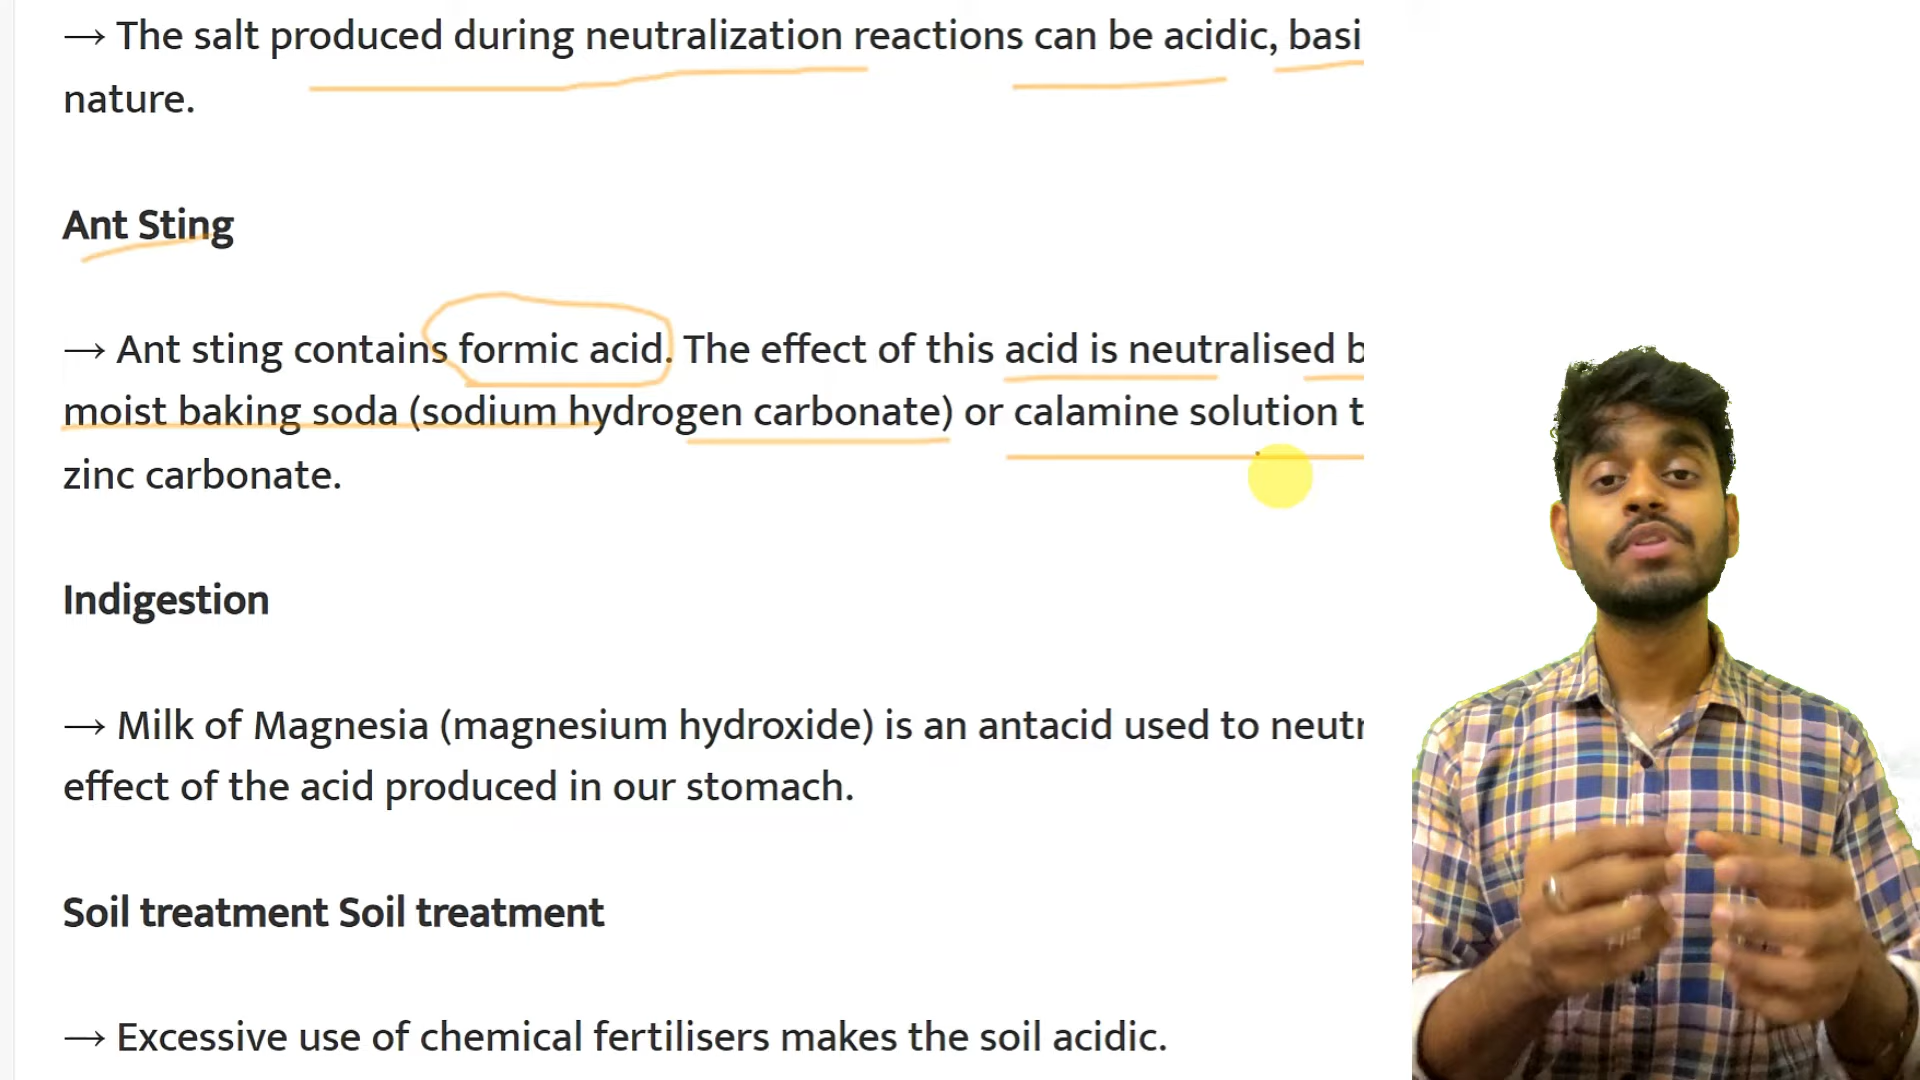 → The salt produced during neutralization reactions can be acidic, basi
nature.
Ant Sting
→ Ant sting contains formic acid. The effect of this acid is neutralised b
moist baking soda (sodium hydrogen carbonate) or calamine solution t
zinc carbonate.
Indigestion
→ Milk of Magnesia (magnesium hydroxide) is an antacid used to neutr
effect of the acid produced in our stomach.
Soil treatment Soil treatment
→ Excessive use of chemical fertilisers makes the soil acidic.